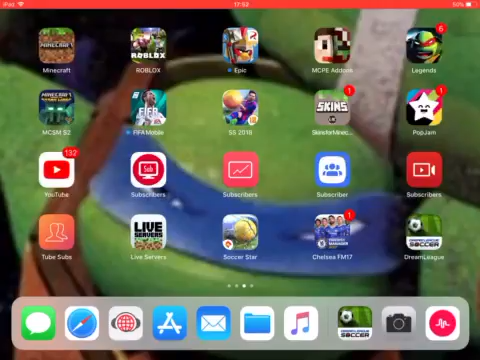 iPad 17:53 50%
Minecraft ROBLOX Epic MCPE Addons Legends
5
MCSM S2 FIFA Mobile SS 2018 SkinsforMinec... PopJam
1 1
SKINS
YouTube Subscribers Subscribers Subscriber Subscribers
132
Sub
Tube Subs Live Servers Soccer Star Chelsea FM17 DreamLeague
LIVE
SERVERS
1